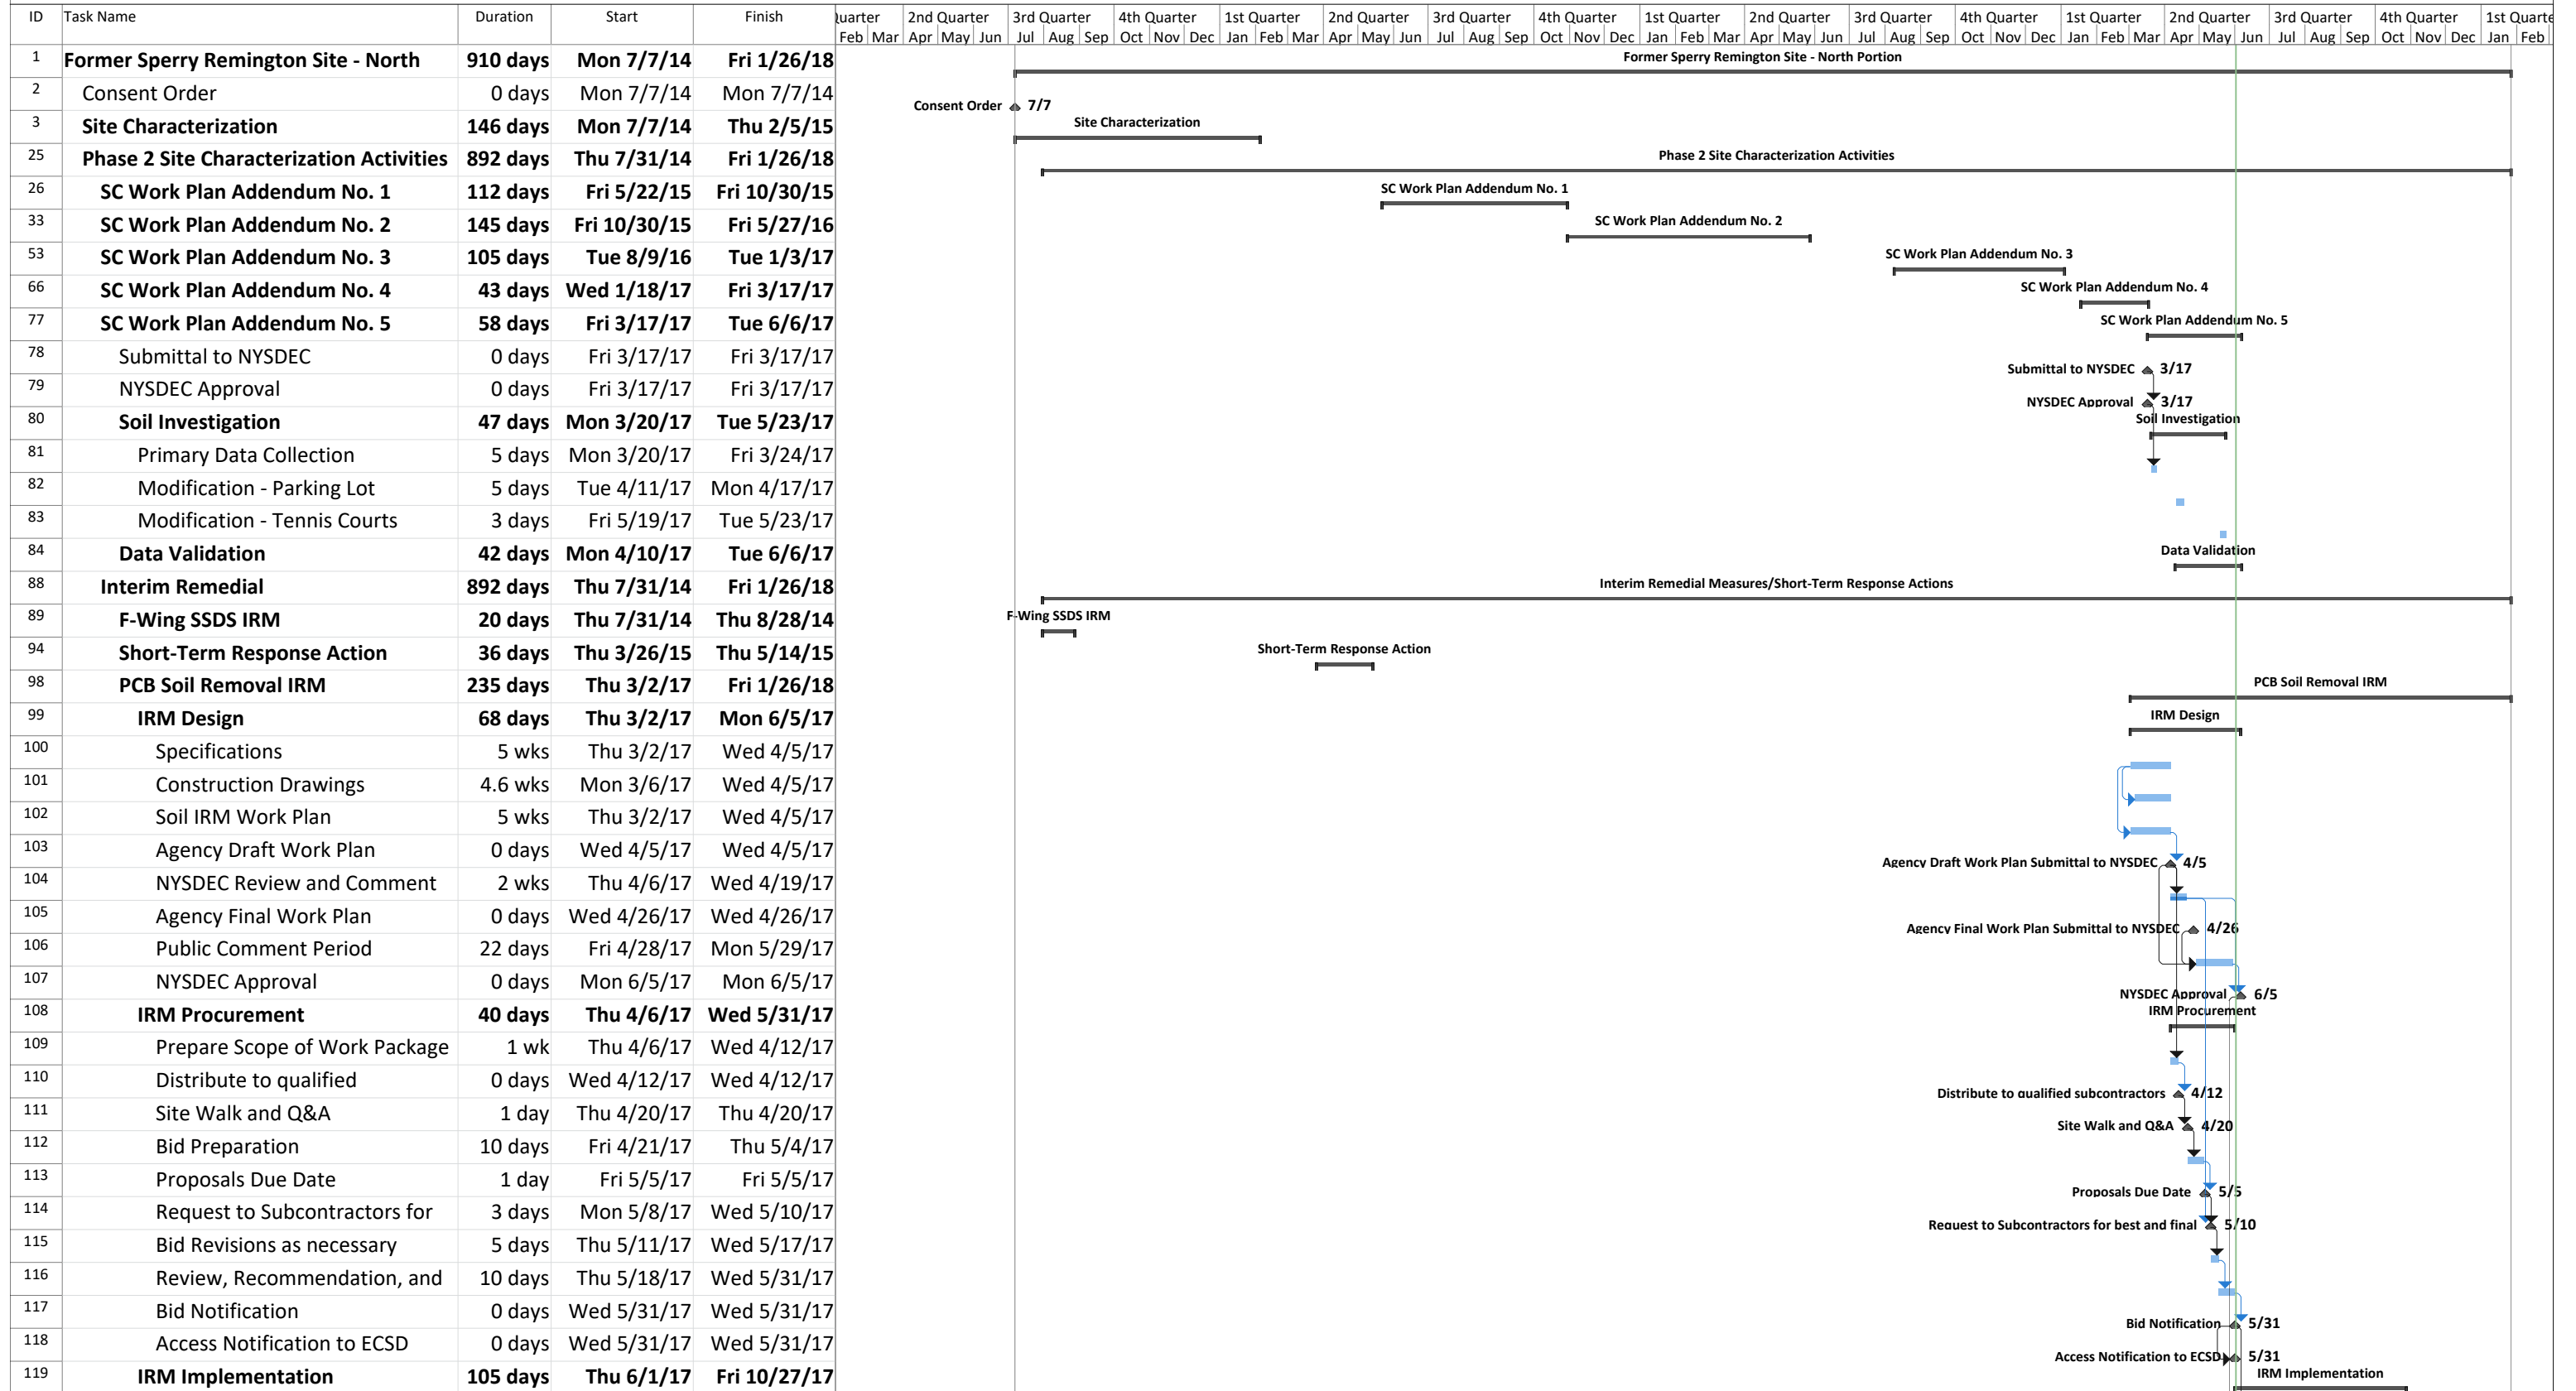 ID Task Name Duration Start Finish Quarter 2nd Quarter 3rd Quarter 4th Quarter 1st Quarter 2nd Quarter 3rd Quarter 4th Quarter 1st Quarter 2nd Quarter 3rd Quarter 4th Quarter 1st Quarter 2nd Quarter 3rd Quarter 4th Quarter 1st Quarte
Feb Mar Apr May Jun Jul Aug Sep Oct Nov Dec Jan Feb Mar Apr May Jun Jul Aug Sep Oct Nov Dec Jan Feb Mar Apr May Jun Jul Aug Sep Oct Nov Dec Jan Feb Mar Apr May Jun Jul Aug Sep Oct Nov Dec Jan Feb
1 Former Sperry Remington Site - North 910 days Mon 7/7/14 Fri 1/26/18 Former Sperry Remington Site - North Portion
2 Consent Order 0 days Mon 7/7/14 Mon 7/7/14 Consent Order 7/7
3 Site Characterization 146 days Mon 7/7/14 Thu 2/5/15 Site Characterization
25 Phase 2 Site Characterization Activities 892 days Thu 7/31/14 Fri 1/26/18 Phase 2 Site Characterization Activities
26 SC Work Plan Addendum No. 1 112 days Fri 5/22/15 Fri 10/30/15 SC Work Plan Addendum No. 1
33 SC Work Plan Addendum No. 2 145 days Fri 10/30/15 Fri 5/27/16 SC Work Plan Addendum No. 2
53 SC Work Plan Addendum No. 3 105 days Tue 8/9/16 Tue 1/3/17 SC Work Plan Addendum No. 3
66 SC Work Plan Addendum No. 4 43 days Wed 1/18/17 Fri 3/17/17 SC Work Plan Addendum No. 4
77 SC Work Plan Addendum No. 5 58 days Fri 3/17/17 Tue 6/6/17 SC Work Plan Addendum No. 5
78 Submittal to NYSDEC 0 days Fri 3/17/17 Fri 3/17/17 Submittal to NYSDEC 3/17
79 NYSDEC Approval 0 days Fri 3/17/17 Fri 3/17/17 NYSDEC Approval 3/17
80 Soil Investigation 47 days Mon 3/20/17 Tue 5/23/17 Soil Investigation
81 Primary Data Collection 5 days Mon 3/20/17 Fri 3/24/17
82 Modification - Parking Lot 5 days Tue 4/11/17 Mon 4/17/17
83 Modification - Tennis Courts 3 days Fri 5/19/17 Tue 5/23/17
84 Data Validation 42 days Mon 4/10/17 Tue 6/6/17 Data Validation
88 Interim Remedial 892 days Thu 7/31/14 Fri 1/26/18 Interim Remedial Measures/Short-Term Response Actions
89 F-Wing SSDS IRM 20 days Thu 7/31/14 Thu 8/28/14 F-Wing SSDS IRM
94 Short-Term Response Action 36 days Thu 3/26/15 Thu 5/14/15 Short-Term Response Action
98 PCB Soil Removal IRM 235 days Thu 3/2/17 Fri 1/26/18 PCB Soil Removal IRM
99 IRM Design 68 days Thu 3/2/17 Mon 6/5/17 IRM Design
100 Specifications 5 wks Thu 3/2/17 Wed 4/5/17
101 Construction Drawings 4.6 wks Mon 3/6/17 Wed 4/5/17
102 Soil IRM Work Plan 5 wks Thu 3/2/17 Wed 4/5/17
103 Agency Draft Work Plan 0 days Wed 4/5/17 Wed 4/5/17 Agency Draft Work Plan Submittal to NYSDEC 4/5
104 NYSDEC Review and Comment 2 wks Thu 4/6/17 Wed 4/19/17
105 Agency Final Work Plan 0 days Wed 4/26/17 Wed 4/26/17 Agency Final Work Plan Submittal to NYSDEC 4/26
106 Public Comment Period 22 days Fri 4/28/17 Mon 5/29/17
107 NYSDEC Approval 0 days Mon 6/5/17 Mon 6/5/17 NYSDEC Approval 6/5
108 IRM Procurement 40 days Thu 4/6/17 Wed 5/31/17 IRM Procurement
109 Prepare Scope of Work Package 1 wk Thu 4/6/17 Wed 4/12/17
110 Distribute to qualified 0 days Wed 4/12/17 Wed 4/12/17 Distribute to qualified subcontractors 4/12
111 Site Walk and Q&A 1 day Thu 4/20/17 Thu 4/20/17 Site Walk and Q&A 4/20
112 Bid Preparation 10 days Fri 4/21/17 Thu 5/4/17
113 Proposals Due Date 1 day Fri 5/5/17 Fri 5/5/17 Proposals Due Date 5/5
114 Request to Subcontractors for 3 days Mon 5/8/17 Wed 5/10/17 Request to Subcontractors for best and final 5/10
115 Bid Revisions as necessary 5 days Thu 5/11/17 Wed 5/17/17
116 Review, Recommendation, and 10 days Thu 5/18/17 Wed 5/31/17
117 Bid Notification 0 days Wed 5/31/17 Wed 5/31/17 Bid Notification 5/31
118 Access Notification to ECSD 0 days Wed 5/31/17 Wed 5/31/17 Access Notification to ECSD 5/31
119 IRM Implementation 105 days Thu 6/1/17 Fri 10/27/17 IRM Implementation